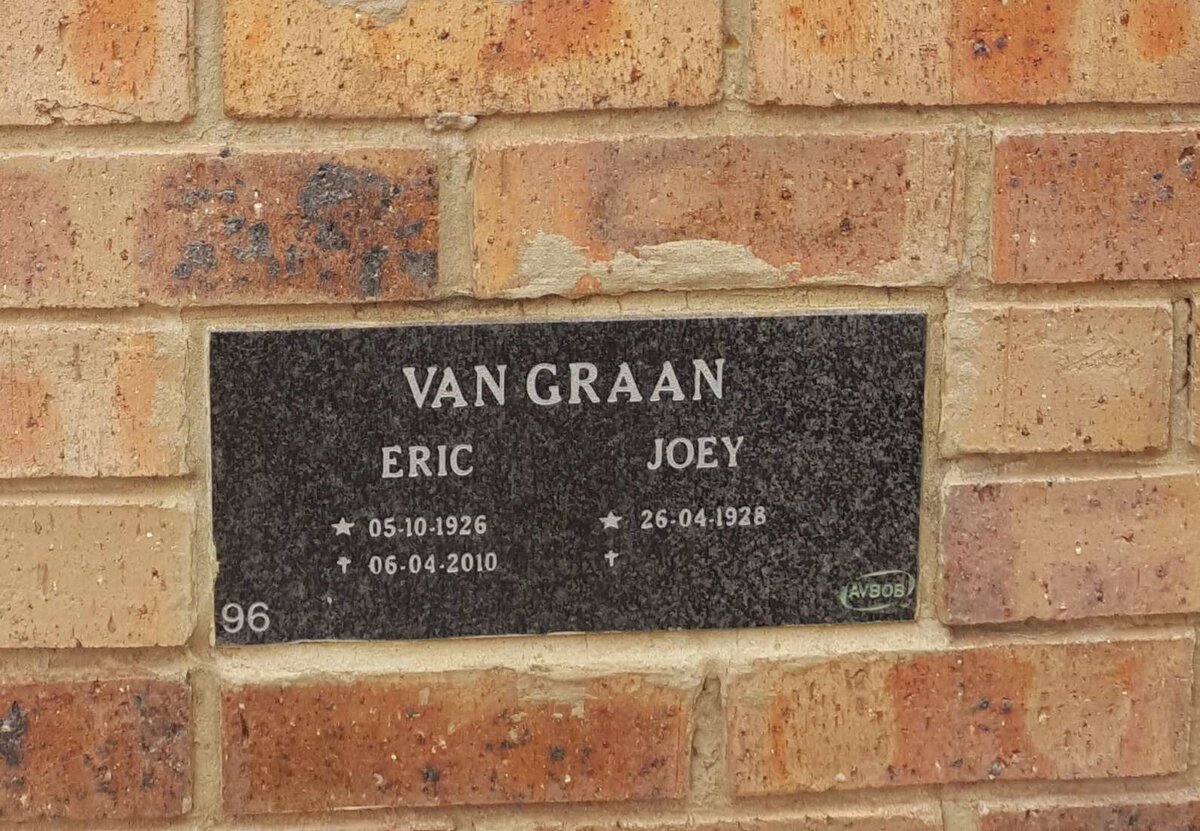 VAN GRAAN
ERIC JOEY
★ 05-10-1926 ★ 26-04-1928
✝ 06-04-2010 ✝
96 AVBOB